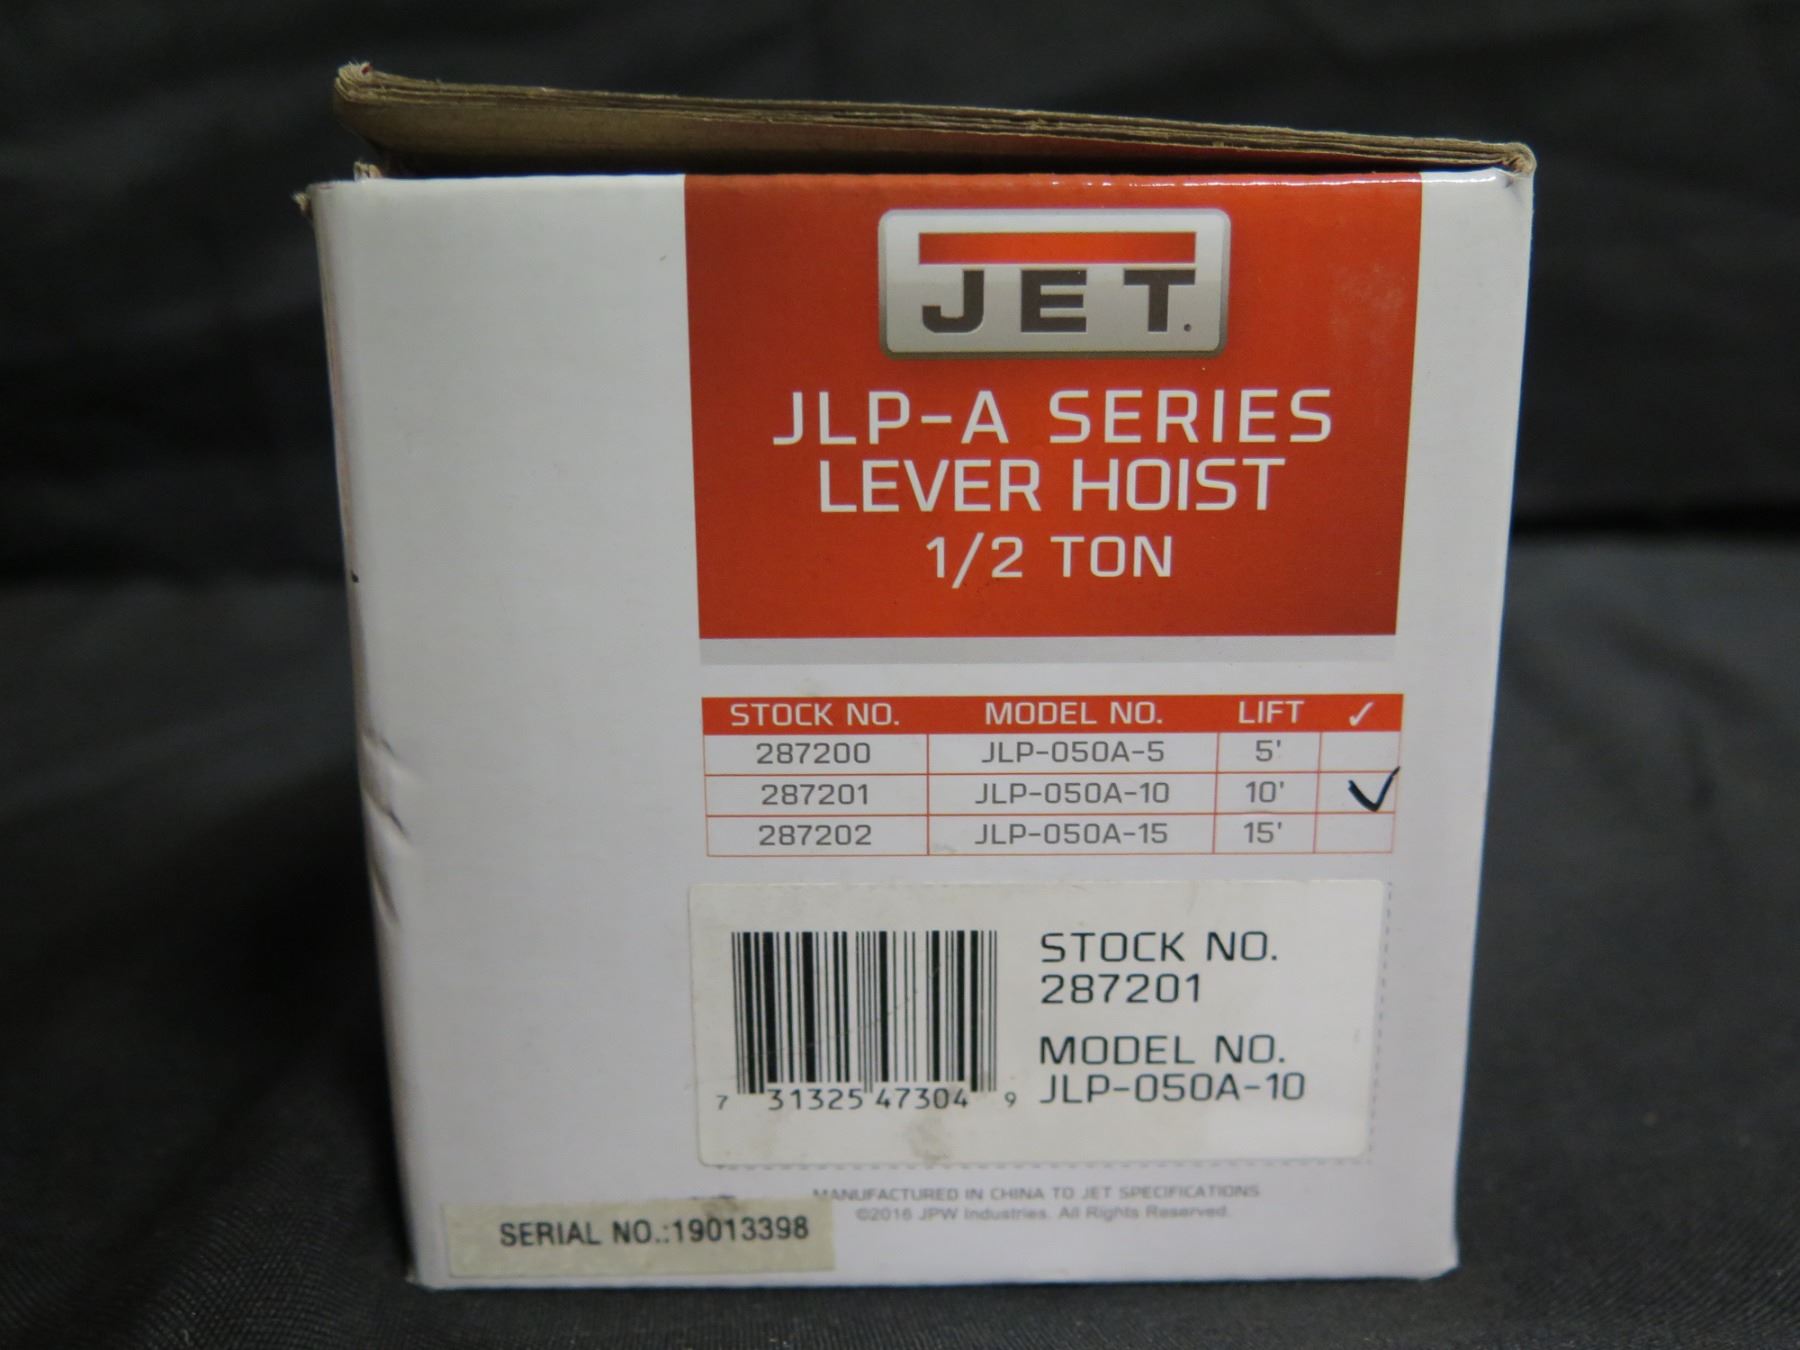 JET.
JLP-A SERIES
LEVER HOIST
1/2 TON
STOCK NO. MODEL NO. LIFT ✓
287200 JLP-050A-5 5'
287201 JLP-050A-10 10' ✓
287202 JLP-050A-15 15'
STOCK NO.
287201
MODEL NO.
JLP-050A-10
7 31325 47304 9
MANUFACTURED IN CHINA TO JET SPECIFICATIONS
©2016 JPW Industries. All Rights Reserved.
SERIAL NO.:19013398